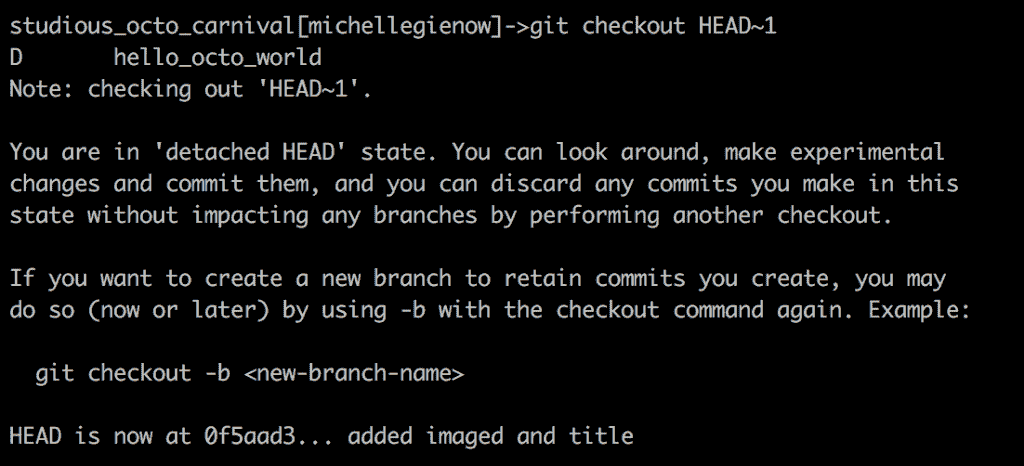 studious_octo_carnival[michellegienow]->git checkout HEAD~1
D       hello_octo_world
Note: checking out 'HEAD~1'.
You are in 'detached HEAD' state. You can look around, make experimental
changes and commit them, and you can discard any commits you make in this
state without impacting any branches by performing another checkout.
If you want to create a new branch to retain commits you create, you may
do so (now or later) by using -b with the checkout command again. Example:
  git checkout -b <new-branch-name>
HEAD is now at 0f5aad3... added imaged and title